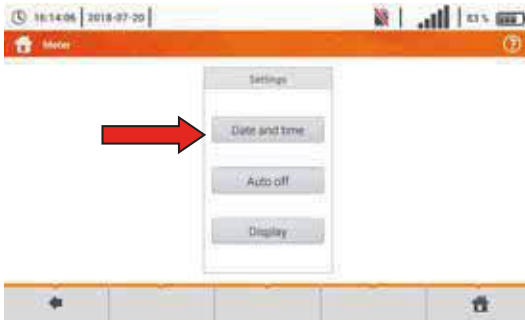 16:14:06 2018-07-20 83 %
Meter
Settings
Date and time
Auto off
Display